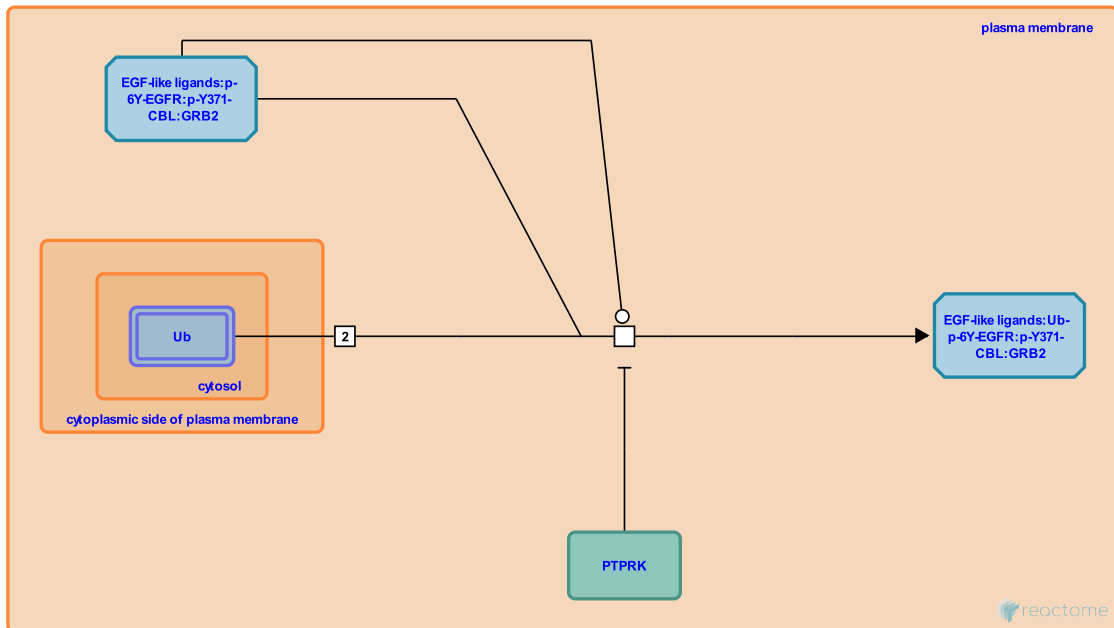 plasma membrane
EGF-like ligands:p-
6Y-EGFR:p-Y371-
CBL:GRB2
Ub
2
cytosol
cytoplasmic side of plasma membrane
EGF-like ligands:Ub-
p-6Y-EGFR:p-Y371-
CBL:GRB2
PTPRK
reactome